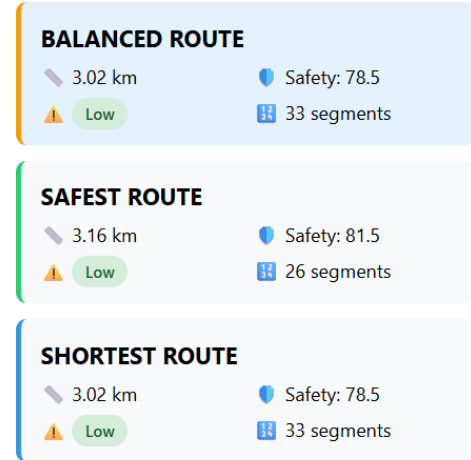 BALANCED ROUTE
3.02 km
Safety: 78.5
Low
33 segments
SAFEST ROUTE
3.16 km
Safety: 81.5
Low
26 segments
SHORTEST ROUTE
3.02 km
Safety: 78.5
Low
33 segments